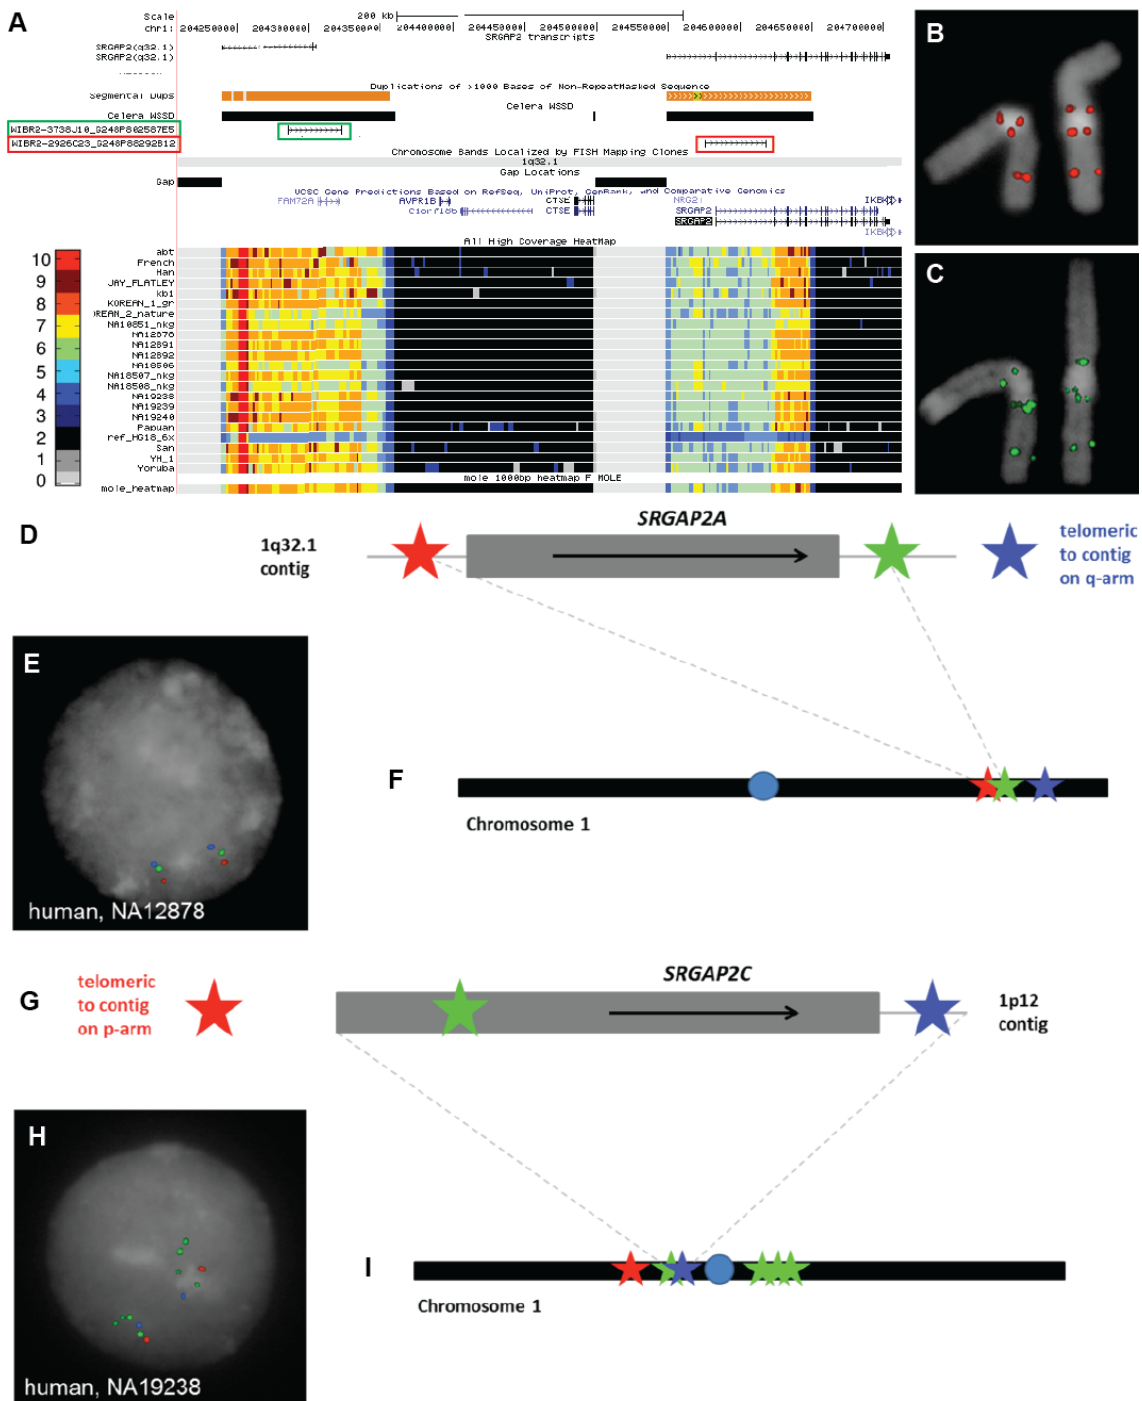 A
Scale
200 kb
chr1:
204250000
204300000
204350000
204400000
204450000
204500000
204550000
204600000
204650000
204700000
SRGAP2 transcripts
SRGAP2(q32.1)
SRGAP2(q32.1)
Duplications of >1000 Bases of Non-RepeatMasked Sequence
Segmental Dups
Celera WSSD
Celera WSSD
WIBR2-3738J10_G248P802587E5
WIBR2-2926C23_G248P88292B12
Chromosome Bands Localized by FISH Mapping Clones
1q32.1
Gap Locations
Gap
UCSC Gene Predictions Based on RefSeq, UniProt, GenBank, and Comparative Genomics
FAM72A
AVPR1B
CTSE
CTSE
SRGAP2
SRGAP2
All High Coverage HeatMap
10
9
8
7
6
5
4
3
2
1
0
abt
French
Han
JAY_FLATLEY
kb1
KOREAN_1_gr
OREAN_2_nature
NA10851_nkg
NA12878
NA12891
NA12892
NA18506
NA18507_nkg
NA18508_nkg
NA19238
NA19239
NA19240
Papuan
ref_HG18_6x
San
YH_1
Yoruba
mole 1000bp heatmap F MOLE
mole_heatmap
B
C
D
1q32.1
contig
SRGAP2A
telomeric
to contig
on q-arm
E
human, NA12878
F
Chromosome 1
G
telomeric
to contig
on p-arm
SRGAP2C
1p12
contig
H
human, NA19238
I
Chromosome 1